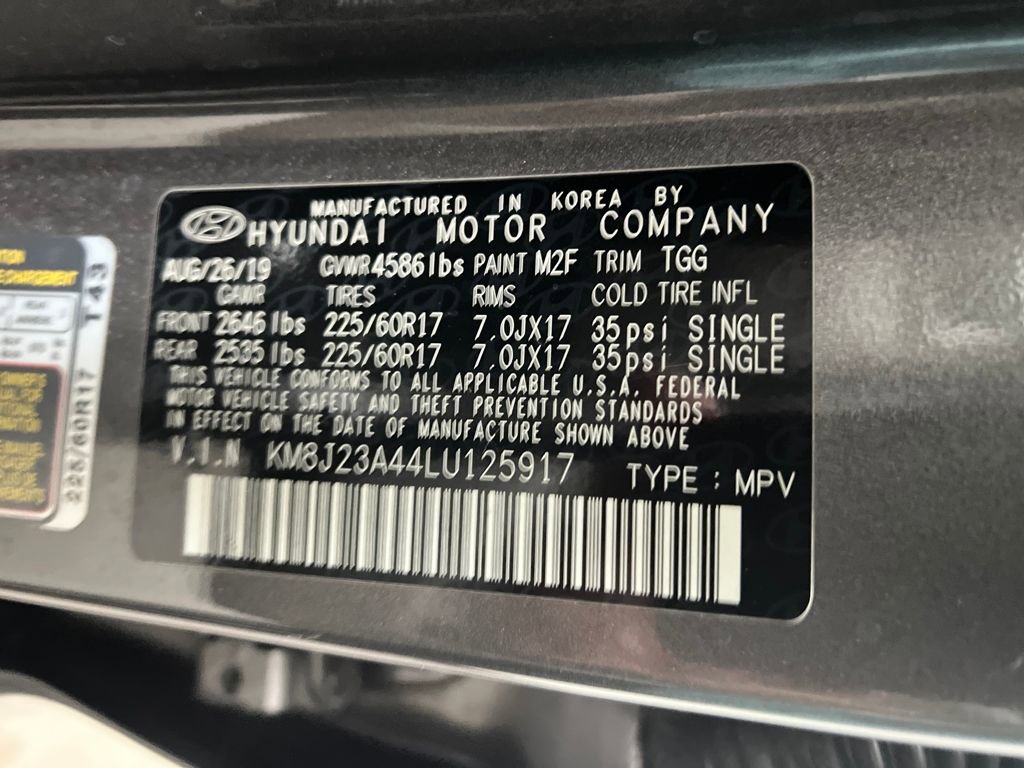 MANUFACTURED IN KOREA BY
HYUNDAI MOTOR COMPANY
AUG/26/19 GVWR 4586 lbs PAINT M2F TRIM TGG
GAWR TIRES RIMS COLD TIRE INFL
FRONT 2646 lbs 225/60R17 7.0JX17 35psi SINGLE
REAR 2535 lbs 225/60R17 7.0JX17 35psi SINGLE
THIS VEHICLE CONFORMS TO ALL APPLICABLE U.S.A. FEDERAL
MOTOR VEHICLE SAFETY AND THEFT PREVENTION STANDARDS
IN EFFECT ON THE DATE OF MANUFACTURE SHOWN ABOVE
V.I.N KM8J23A44LU125917 TYPE : MPV
T43
225/60R17